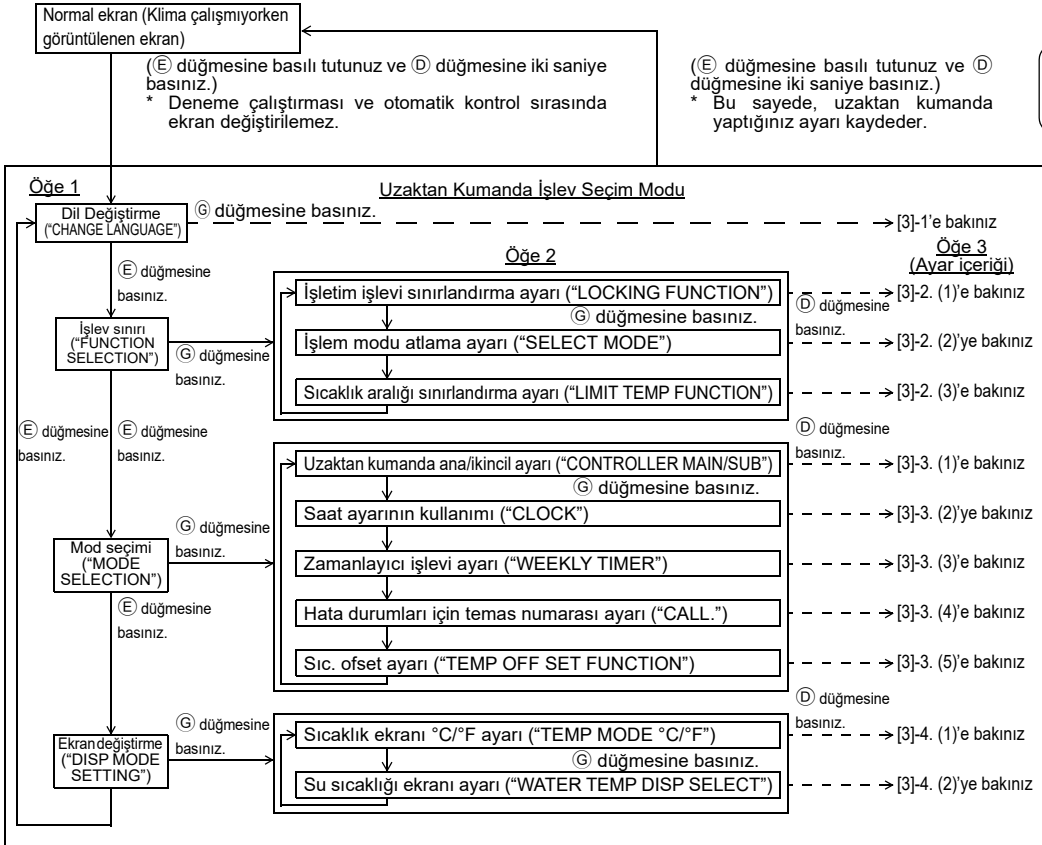 Normal ekran (Klima çalışmıyorken
görüntülenen ekran)
(Ⓔ düğmesine basılı tutunuz ve Ⓓ düğmesine iki saniye
basınız.)
* Deneme çalıştırması ve otomatik kontrol sırasında
ekran değiştirilemez.
(Ⓔ düğmesine basılı tutunuz ve Ⓓ
düğmesine iki saniye basınız.)
* Bu sayede, uzaktan kumanda
yaptığınız ayarı kaydeder.
Öğe 1
Uzaktan Kumanda İşlev Seçim Modu
Dil Değiştirme
(“CHANGE LANGUAGE”)
Ⓖ düğmesine basınız.
[3]-1’e bakınız
Öğe 2
Öğe 3
(Ayar içeriği)
Ⓔ düğmesine
basınız.
İşlev sınırı
(“FUNCTION
SELECTION”)
Ⓖ düğmesine
basınız.
İşletim işlevi sınırlandırma ayarı (“LOCKING FUNCTION”)
Ⓓ düğmesine
basınız.
[3]-2. (1)’e bakınız
Ⓖ düğmesine basınız.
İşlem modu atlama ayarı (“SELECT MODE”)
[3]-2. (2)’ye bakınız
Sıcaklık aralığı sınırlandırma ayarı (“LIMIT TEMP FUNCTION”)
[3]-2. (3)’e bakınız
Ⓔ düğmesine
basınız.
Ⓔ düğmesine
basınız.
Ⓓ düğmesine
basınız.
Uzaktan kumanda ana/ikincil ayarı (“CONTROLLER MAIN/SUB”)
[3]-3. (1)’e bakınız
Ⓖ düğmesine basınız.
Saat ayarının kullanımı (“CLOCK”)
[3]-3. (2)’ye bakınız
Mod seçimi
(“MODE
SELECTION”)
Ⓖ düğmesine
basınız.
Zamanlayıcı işlevi ayarı (“WEEKLY TIMER”)
[3]-3. (3)’e bakınız
Ⓔ düğmesine
basınız.
Hata durumları için temas numarası ayarı (“CALL.”)
[3]-3. (4)’e bakınız
Sıc. ofset ayarı (“TEMP OFF SET FUNCTION”)
[3]-3. (5)’e bakınız
Ekran değiştirme
(“DISP MODE
SETTING”)
Ⓖ düğmesine
basınız.
Ⓓ düğmesine
basınız.
Sıcaklık ekranı °C/°F ayarı (“TEMP MODE °C/°F”)
[3]-4. (1)’e bakınız
Ⓖ düğmesine basınız.
Su sıcaklığı ekranı ayarı (“WATER TEMP DISP SELECT”)
[3]-4. (2)’ye bakınız